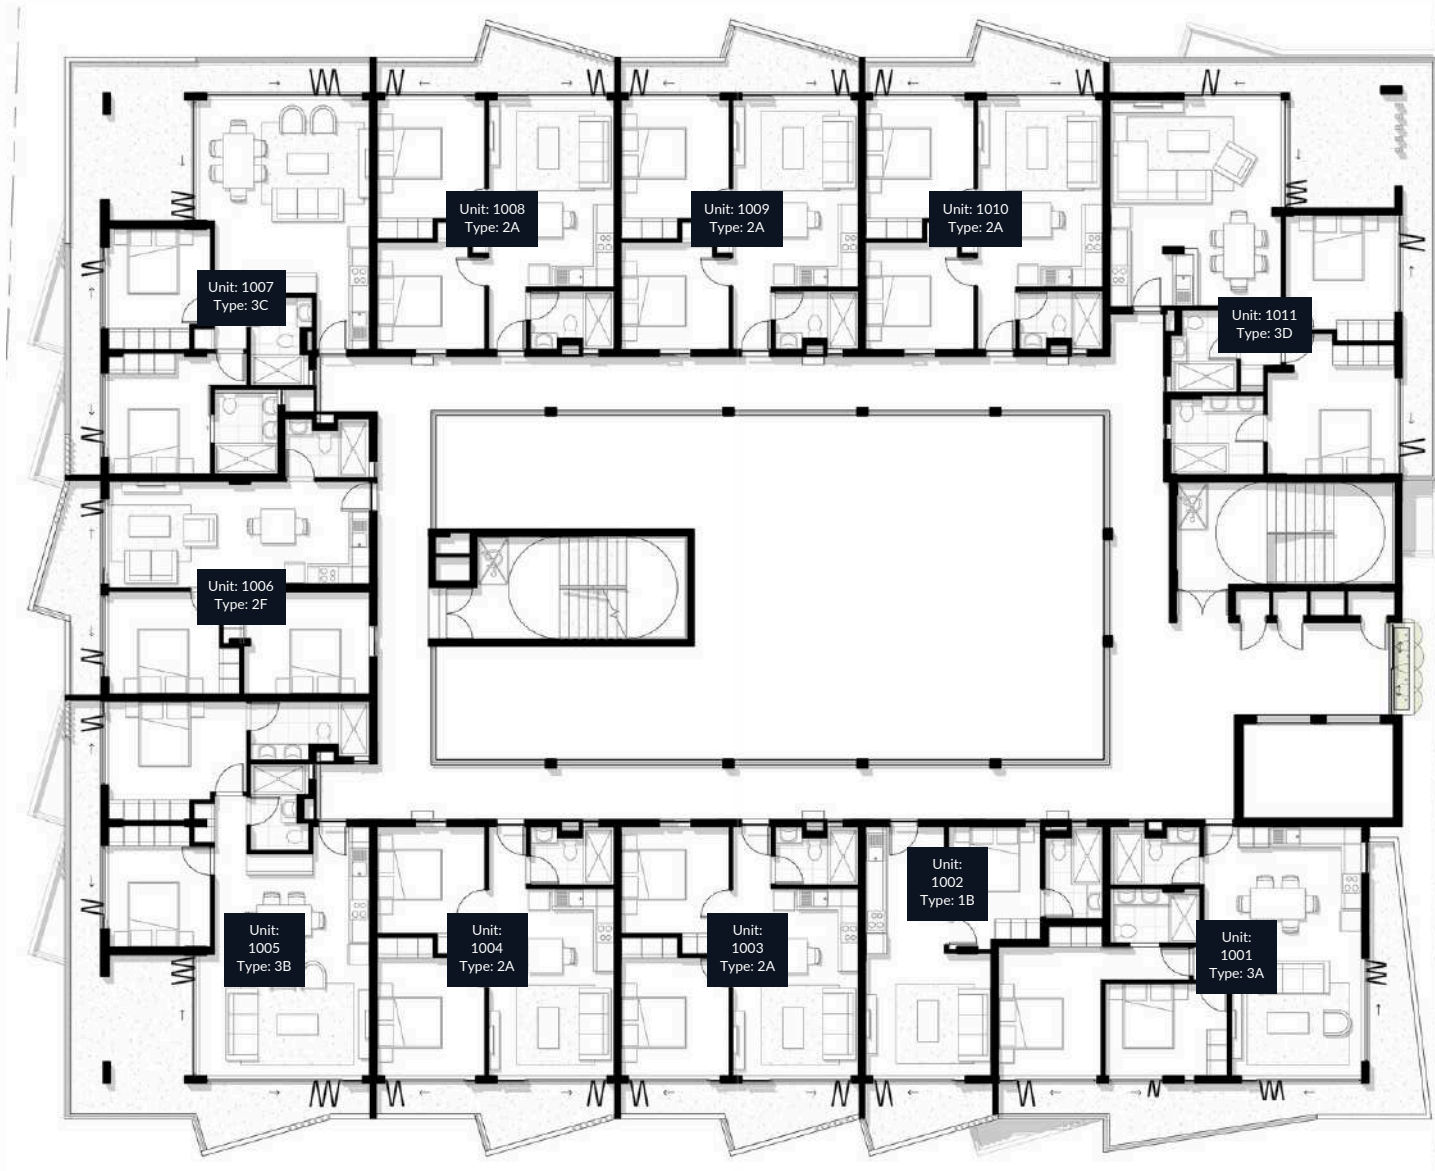 Unit: 1008
Type: 2A
Unit: 1009
Type: 2A
Unit: 1010
Type: 2A
Unit: 1007
Type: 3C
Unit: 1011
Type: 3D
Unit: 1006
Type: 2F
Unit:
1002
Type: 1B
Unit:
1005
Type: 3B
Unit:
1004
Type: 2A
Unit:
1003
Type: 2A
Unit:
1001
Type: 3A